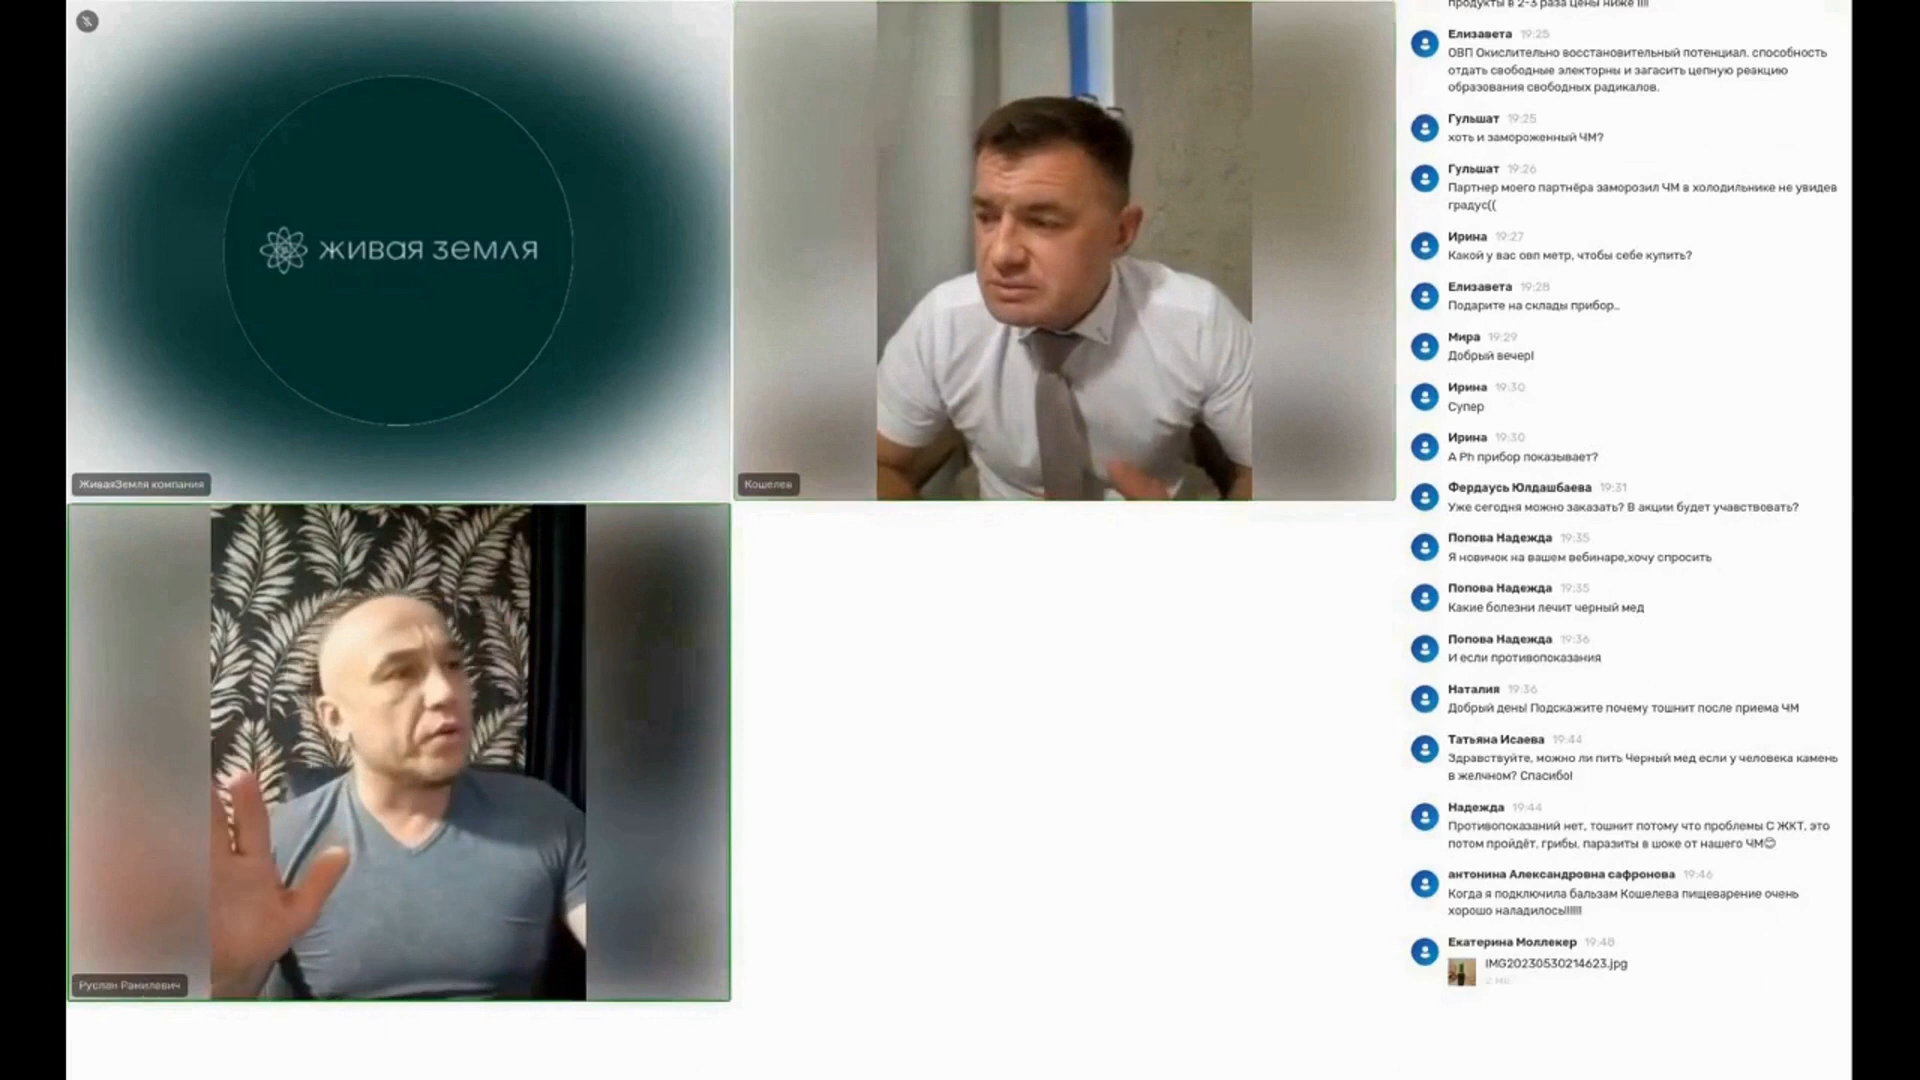 живая земля
ЖиваяЗемля компания
Кошелев
Руслан Рамилевич
продукты в 2-3 раза цены ниже !!!!
Елизавета 19:25
ОВП Окислительно восстановительный потенциал. способность
отдать свободные электорны и загасить цепную реакцию
образования свободных радикалов.
Гульшат 19:25
хоть и замороженный ЧМ?
Гульшат 19:26
Партнер моего партнёра заморозил ЧМ в холодильнике не увидев
градус((
Ирина 19:27
Какой у вас овп метр, чтобы себе купить?
Елизавета 19:28
Подарите на склады прибор..
Мира 19:29
Добрый вечер!
Ирина 19:30
Супер
Ирина 19:30
А Ph прибор показывает?
Фердаусь Юлдашбаева 19:31
Уже сегодня можно заказать? В акции будет учавствовать?
Попова Надежда 19:35
Я новичок на вашем вебинаре,хочу спросить
Попова Надежда 19:35
Какие болезни лечит черный мед
Попова Надежда 19:36
И если противопоказания
Наталия 19:36
Добрый день! Подскажите почему тошнит после приема ЧМ
Татьяна Исаева 19:44
Здравствуйте, можно ли пить Черный мед если у человека камень
в желчном? Спасибо!
Надежда 19:44
Противопоказаний нет, тошнит потому что проблемы С ЖКТ, это
потом пройдёт, грибы, паразиты в шоке от нашего ЧМ😊
антонина Александровна сафронова 19:46
Когда я подключила бальзам Кошелева пищеварение очень
хорошо наладилось!!!!!!
Екатерина Моллекер 19:48
IMG20230530214623.jpg